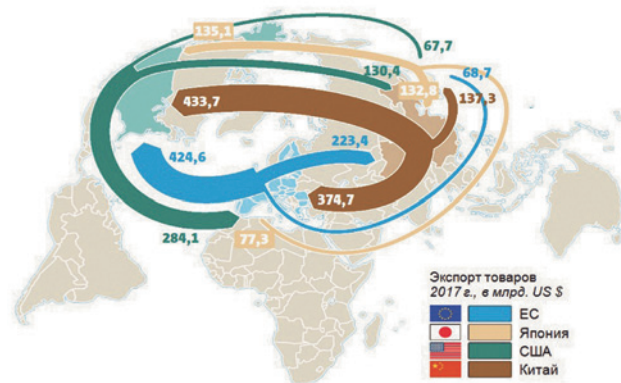 135,1
67,7
130,4
68,7
132,8
137,3
433,7
223,4
424,6
374,7
284,1
77,3
Экспорт товаров
2017 г., в млрд. US $
ЕС
Япония
США
Китай